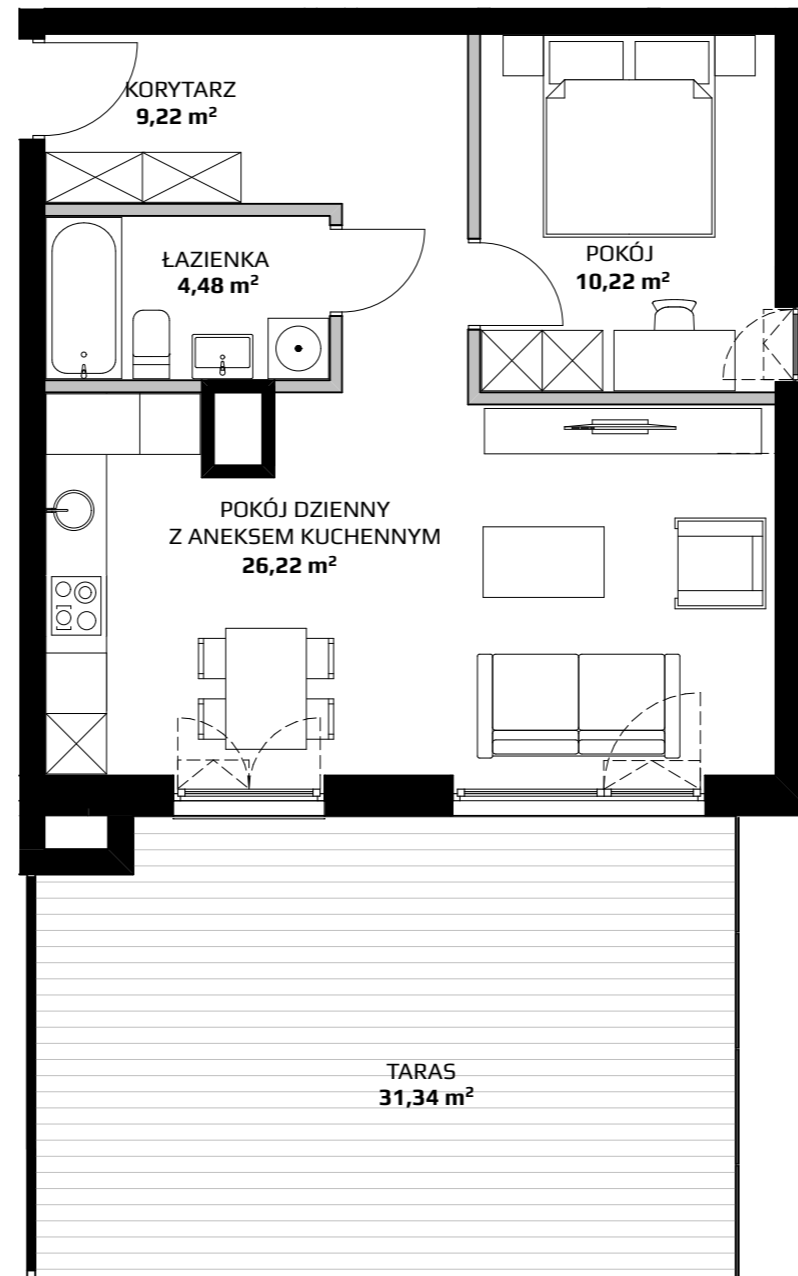 KORYTARZ
9,22 m²
ŁAZIENKA
4,48 m²
POKÓJ
10,22 m²
POKÓJ DZIENNY
Z ANEKSEM KUCHENNYM
26,22 m²
TARAS
31,34 m²